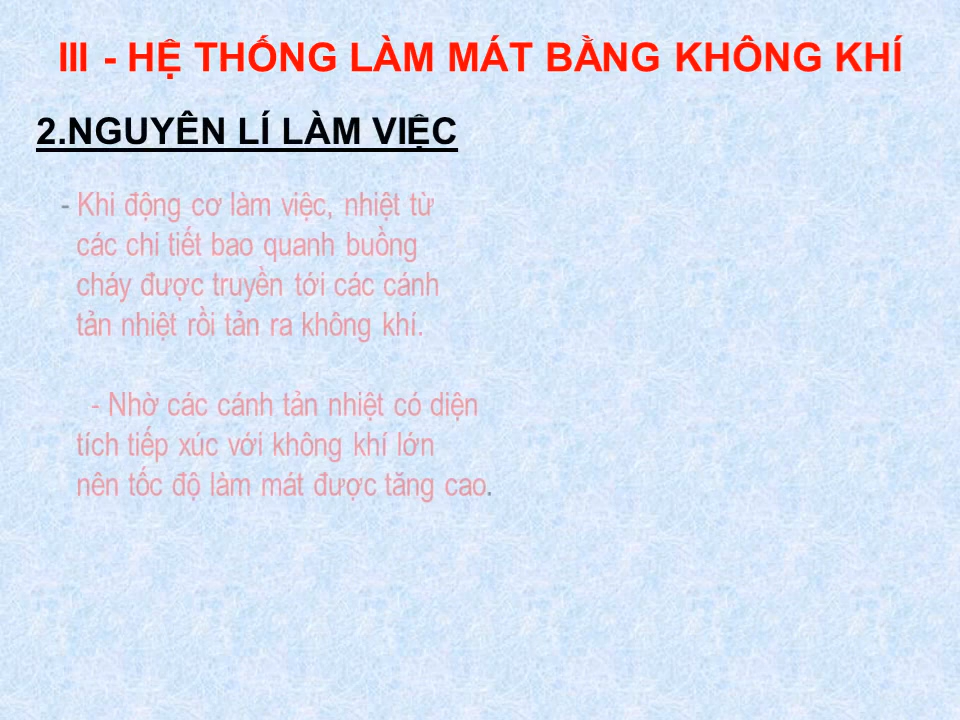 III - HỆ THỐNG LÀM MÁT BẰNG KHÔNG KHÍ
2.NGUYÊN LÍ LÀM VIỆC
- Khi động cơ làm việc, nhiệt từ
các chi tiết bao quanh buồng
cháy được truyền tới các cánh
tản nhiệt rồi tản ra không khí.
- Nhờ các cánh tản nhiệt có diện
tích tiếp xúc với không khí lớn
nên tốc độ làm mát được tăng cao.